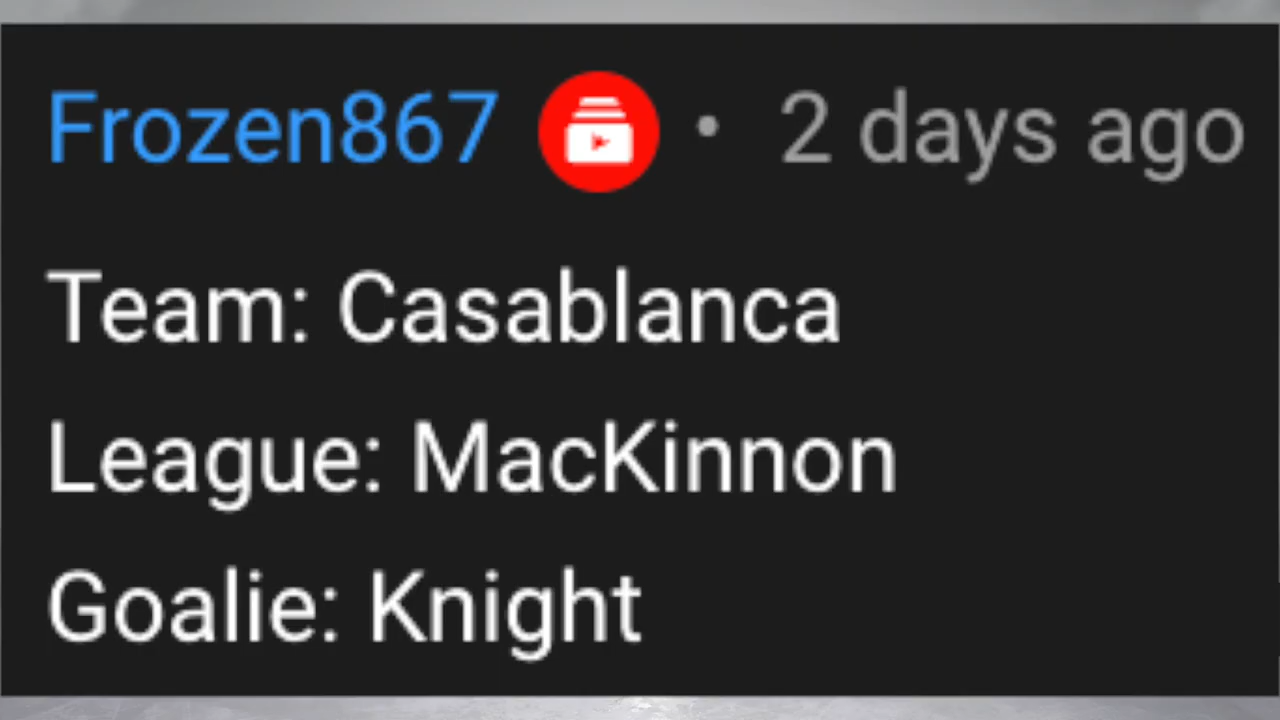 Frozen867 • 2 days ago
Team: Casablanca
League: MacKinnon
Goalie: Knight